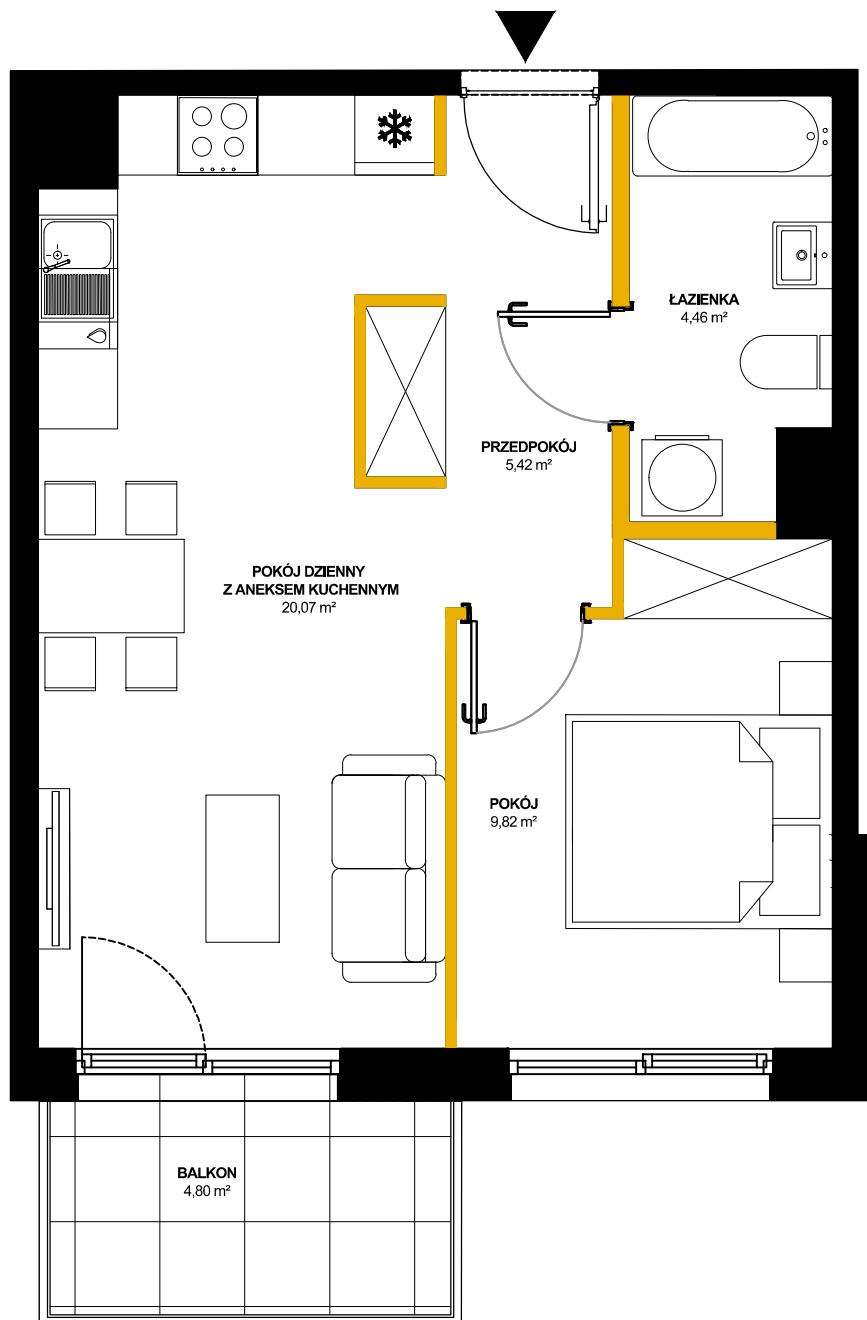 ŁAZIENKA
4,46 m²
PRZEDPOKÓJ
5,42 m²
POKÓJ DZIENNY
Z ANEKSEM KUCHENNYM
20,07 m²
POKÓJ
9,82 m²
BALKON
4,80 m²